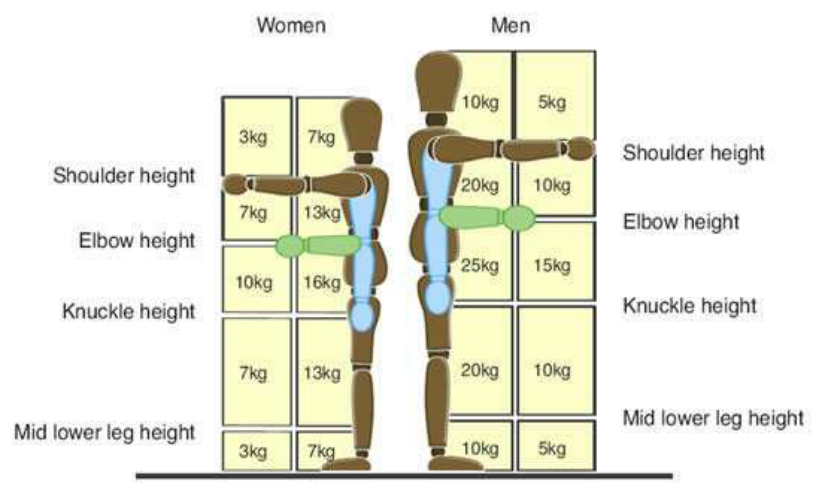 Women Men
3kg 7kg 10kg 5kg
Shoulder height Shoulder height
7kg 13kg 20kg 10kg
Elbow height Elbow height
10kg 16kg 25kg 15kg
Knuckle height Knuckle height
7kg 13kg 20kg 10kg
Mid lower leg height Mid lower leg height
3kg 7kg 10kg 5kg